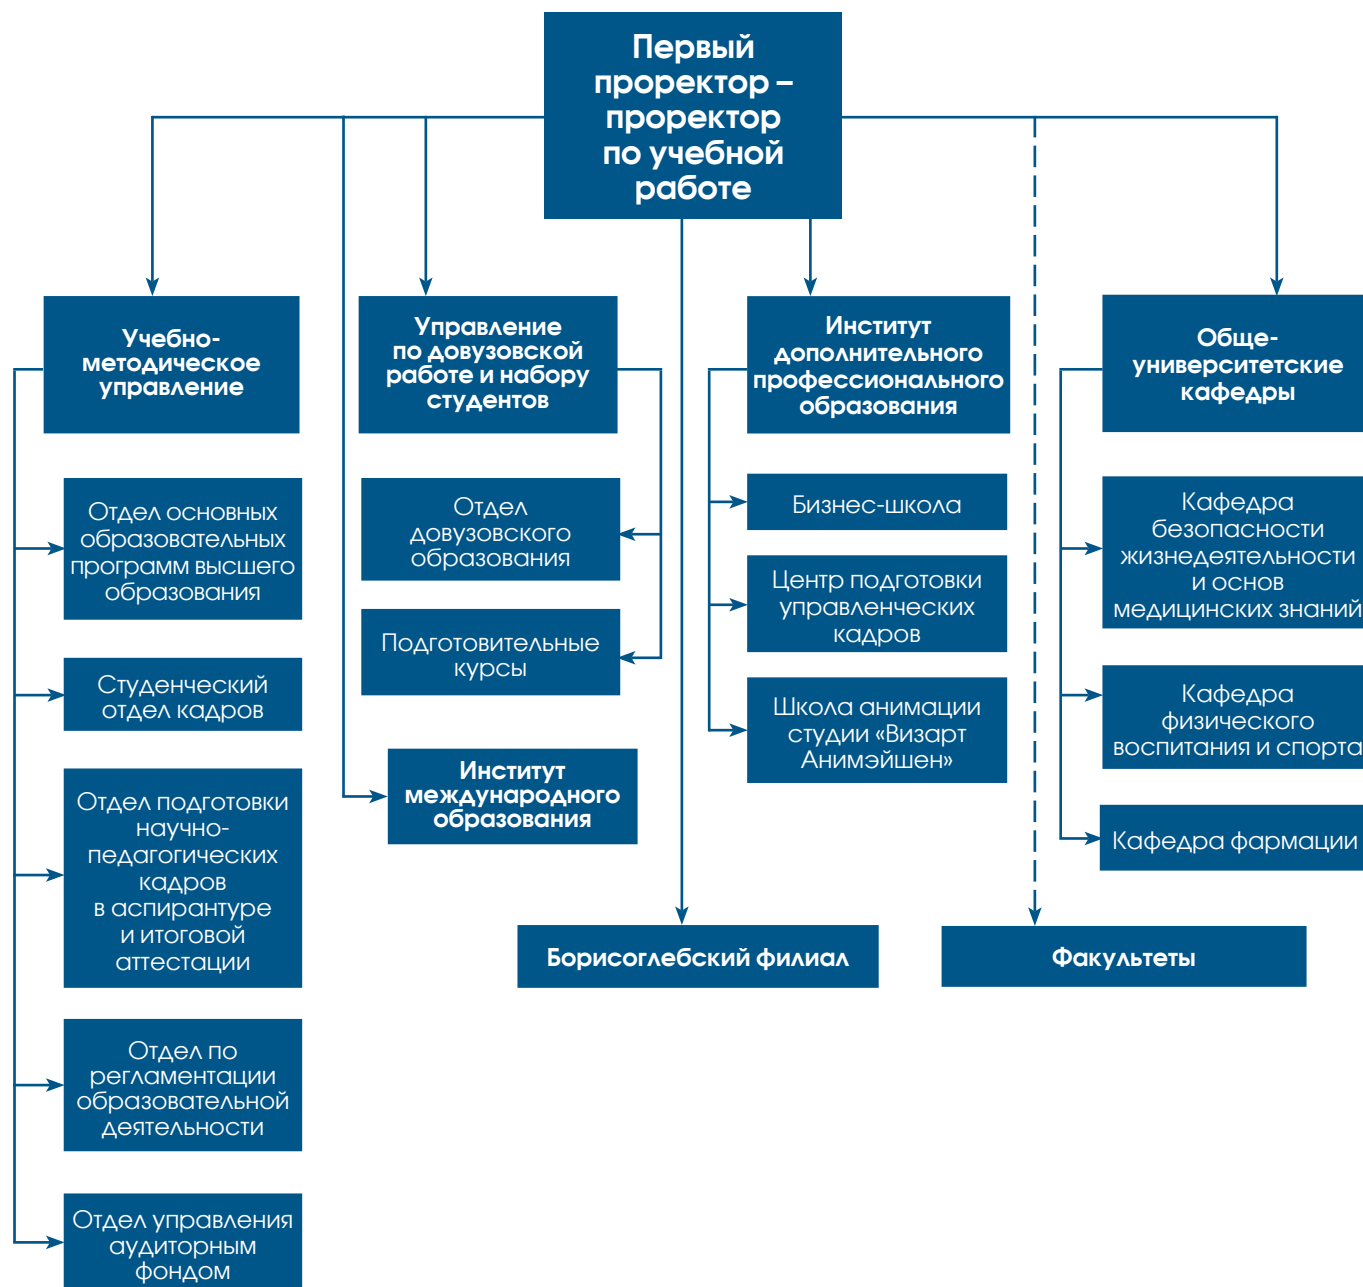 Первый
проректор –
проректор
по учебной
работе
Учебно-
методическое
управление
Отдел основных
образовательных
программ высшего
образования
Студенческий
отдел кадров
Отдел подготовки
научно-
педагогических
кадров
в аспирантуре
и итоговой
аттестации
Отдел по
регламентации
образовательной
деятельности
Отдел управления
аудиторным
фондом
Управление
по довузовской
работе и набору
студентов
Отдел
довузовского
образования
Подготовительные
курсы
Институт
международного
образования
Борисоглебский филиал
Институт
дополнительного
профессионального
образования
Бизнес-школа
Центр подготовки
управленческих
кадров
Школа анимации
студии «Визарт
Анимэйшен»
Факультеты
Обще-
университетские
кафедры
Кафедра
безопасности
жизнедеятельности
и основ
медицинских знаний
Кафедра
физического
воспитания и спорта
Кафедра фармации